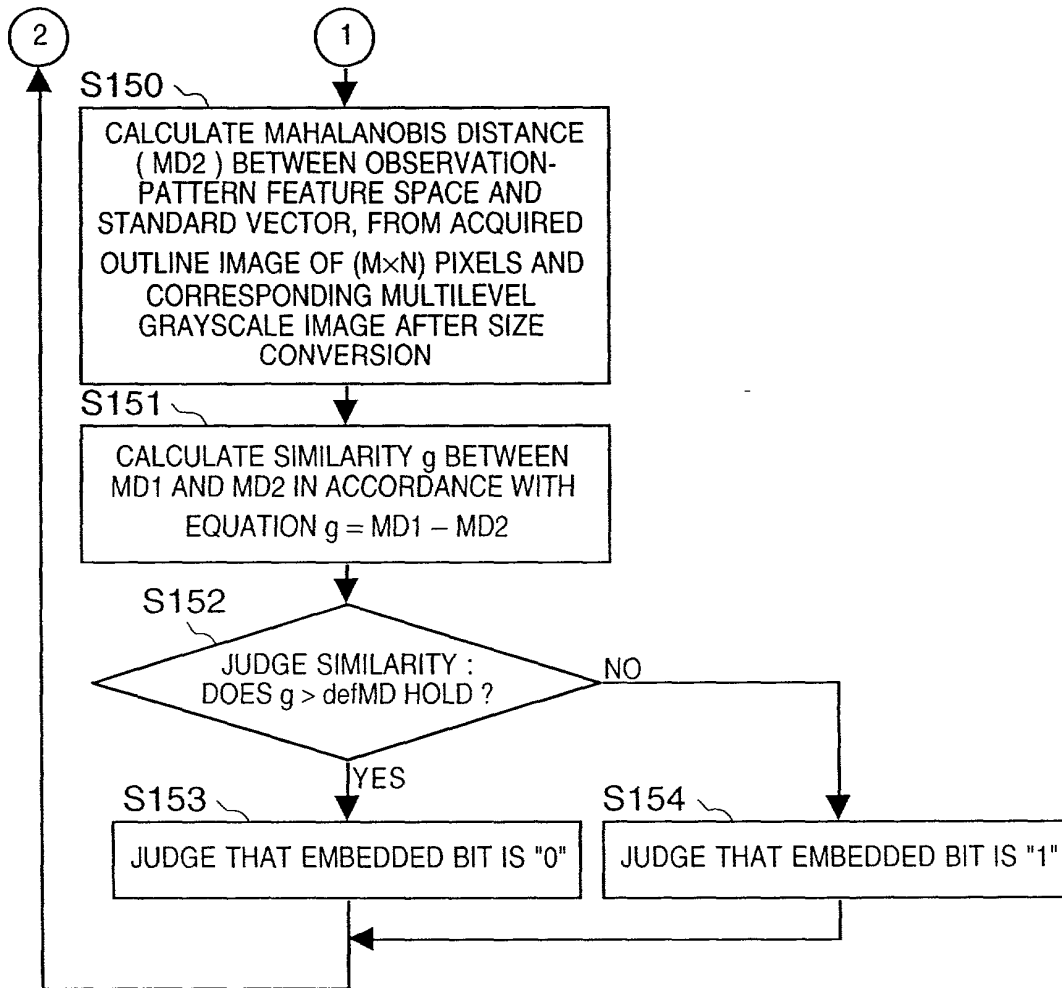 2
1
S150
CALCULATE MAHALANOBIS DISTANCE
( MD2 ) BETWEEN OBSERVATION-
PATTERN FEATURE SPACE AND
STANDARD VECTOR, FROM ACQUIRED
OUTLINE IMAGE OF (M×N) PIXELS AND
CORRESPONDING MULTILEVEL
GRAYSCALE IMAGE AFTER SIZE
CONVERSION
S151
CALCULATE SIMILARITY g BETWEEN
MD1 AND MD2 IN ACCORDANCE WITH
EQUATION g = MD1 – MD2
S152
JUDGE SIMILARITY :
DOES g > defMD HOLD ?
NO
YES
S153
JUDGE THAT EMBEDDED BIT IS "0"
S154
JUDGE THAT EMBEDDED BIT IS "1"